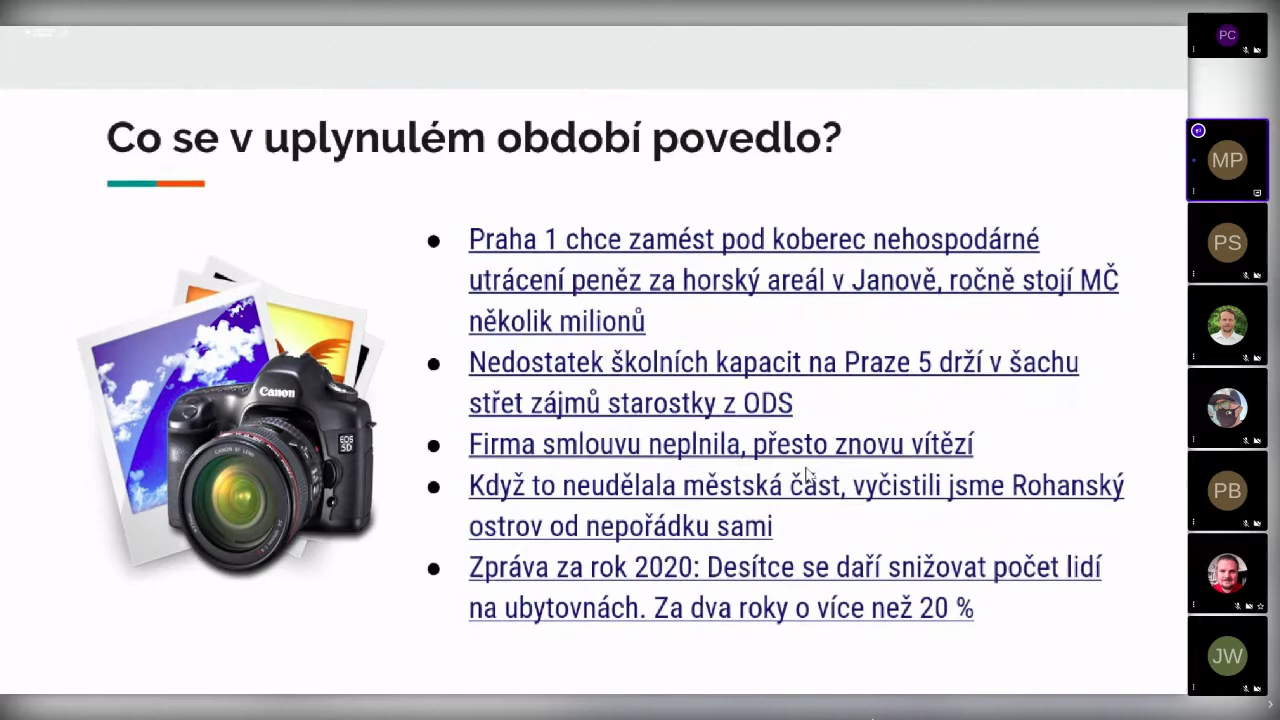 Co se v uplynulém období povedlo?
Praha 1 chce zamést pod koberec nehospodárné
utrácení peněz za horský areál v Janově, ročně stojí MČ
několik milionů
Nedostatek školních kapacit na Praze 5 drží v šachu
střet zájmů starostky z ODS
Firma smlouvu neplnila, přesto znovu vítězí
Když to neudělala městská část, vyčistili jsme Rohanský
ostrov od nepořádku sami
Zpráva za rok 2020: Desítce se daří snižovat počet lidí
na ubytovnách. Za dva roky o více než 20 %
Canon
EOS
5D
CANON
PC
MP
PS
PB
JW